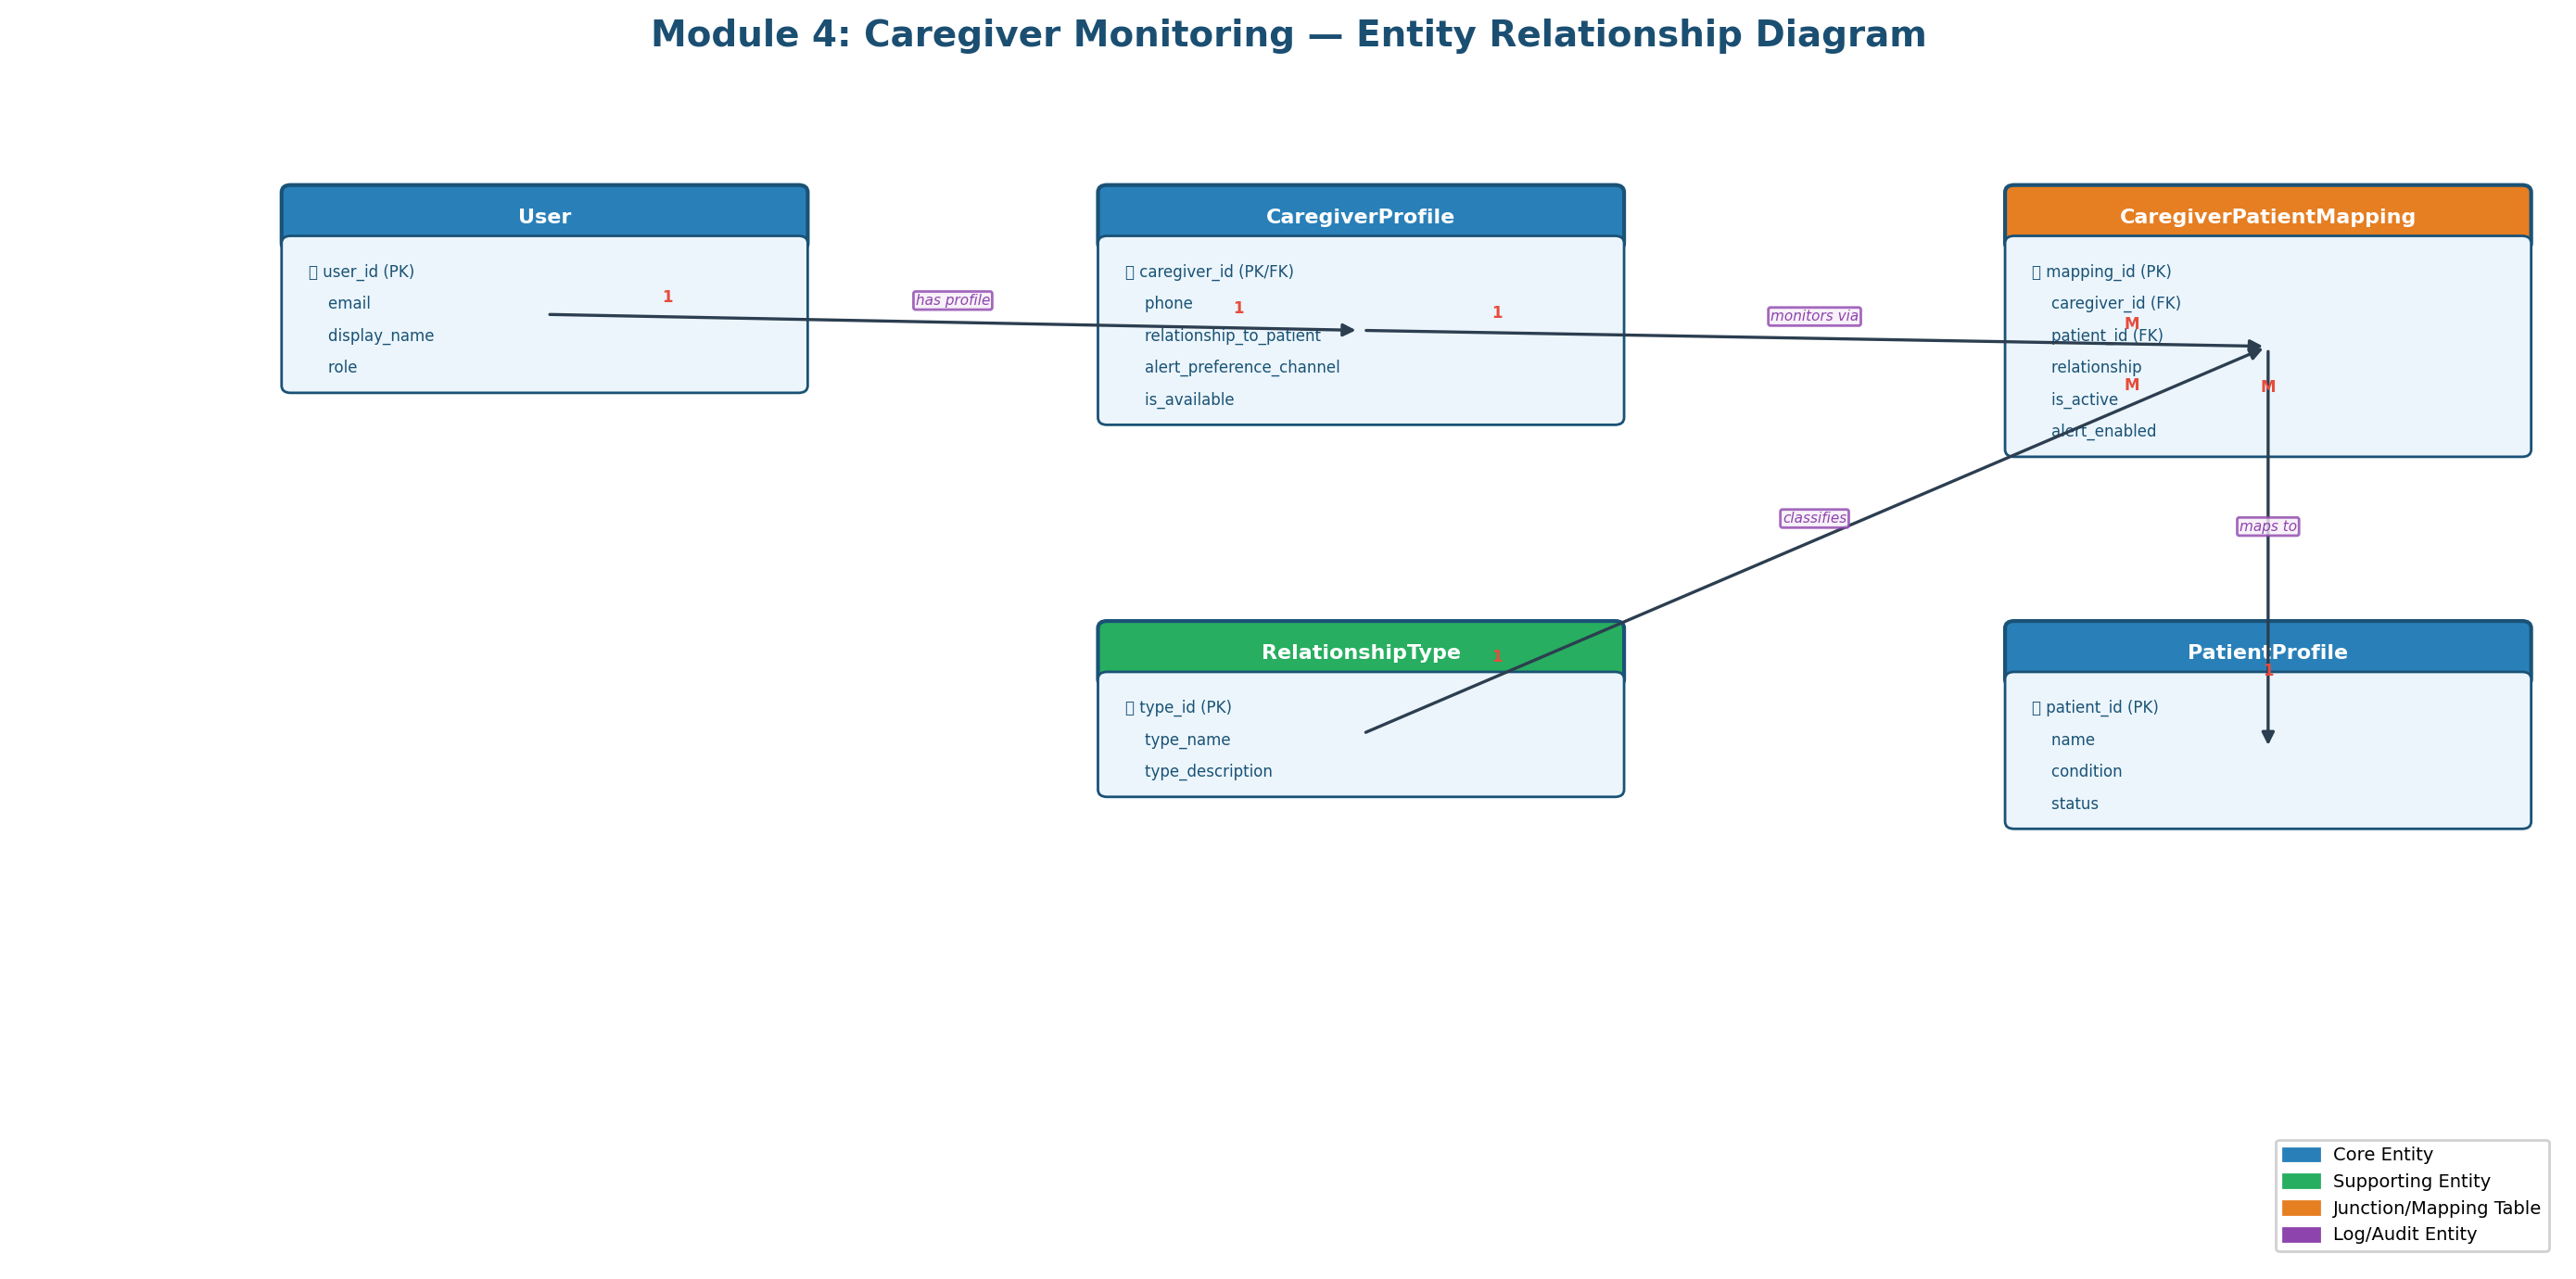 Module 4: Caregiver Monitoring — Entity Relationship Diagram
User
user_id (PK)
email
display_name
role
1
has profile
CaregiverProfile
caregiver_id (PK/FK)
phone
1
relationship_to_patient
alert_preference_channel
is_available
1
monitors via
CaregiverPatientMapping
mapping_id (PK)
caregiver_id (FK)
M
patient_id (FK)
relationship
M
M
is_active
alert_enabled
classifies
maps to
RelationshipType
1
type_id (PK)
type_name
type_description
PatientProfile
1
patient_id (PK)
name
condition
status
Core Entity
Supporting Entity
Junction/Mapping Table
Log/Audit Entity